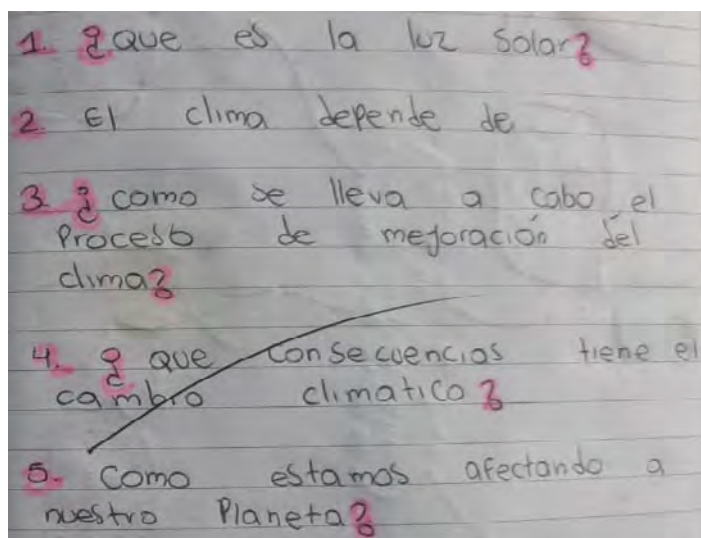 1. ¿que es la luz solar?
2 El clima depende de
3. ¿como se lleva a cabo el
Proceso de mejoración del
clima?
4. ¿que consecuencias tiene el
cambio climatico?
5. Como estamos afectando a
nuestro Planeta?